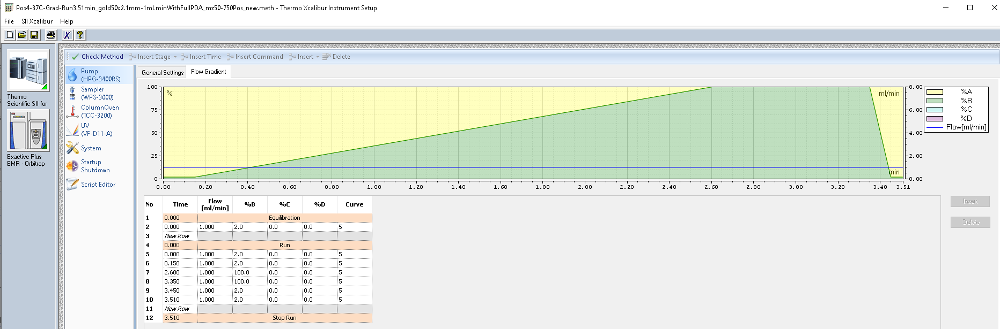 Pos4-37C-Grad-Run3.51min_gold50x2.1mm-1mLminWithFullPDA_mz50-750Pos_new.meth - Thermo Xcalibur Instrument Setup
File SII Xcalibur Help
Check Method Insert Stage Insert Time Insert Command Insert Delete
Thermo
Scientific SII for
Exactive Plus
EMR - Orbitrap
Pump
(HPG-3400RS)
Sampler
(WPS-3000)
ColumnOven
(TCC-3200)
UV
(VF-D11-A)
System
Startup
Shutdown
Script Editor
General Settings Flow Gradient
100 75 50 25 0
%
ml/min
min
8.00 6.00 4.00 2.00 0.00
0.00 0.20 0.40 0.60 0.80 1.00 1.20 1.40 1.60 1.80 2.00 2.20 2.40 2.60 2.80 3.00 3.20 3.40 3.51
%A
%B
%C
%D
Flow[ml/min]
No Time Flow [ml/min] %B %C %D Curve
1 0.000 Equilibration
2 0.000 1.000 2.0 0.0 0.0 5
3 New Row
4 0.000 Run
5 0.000 1.000 2.0 0.0 0.0 5
6 0.150 1.000 2.0 0.0 0.0 5
7 2.600 1.000 100.0 0.0 0.0 5
8 3.350 1.000 100.0 0.0 0.0 5
9 3.450 1.000 2.0 0.0 0.0 5
10 3.510 1.000 2.0 0.0 0.0 5
11 New Row
12 3.510 Stop Run
Insert
Delete